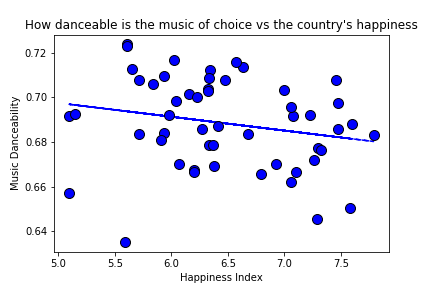 How danceable is the music of choice vs the country's happiness
0.72
0.70
0.68
0.66
0.64
Music Danceability
5.0 5.5 6.0 6.5 7.0 7.5
Happiness Index